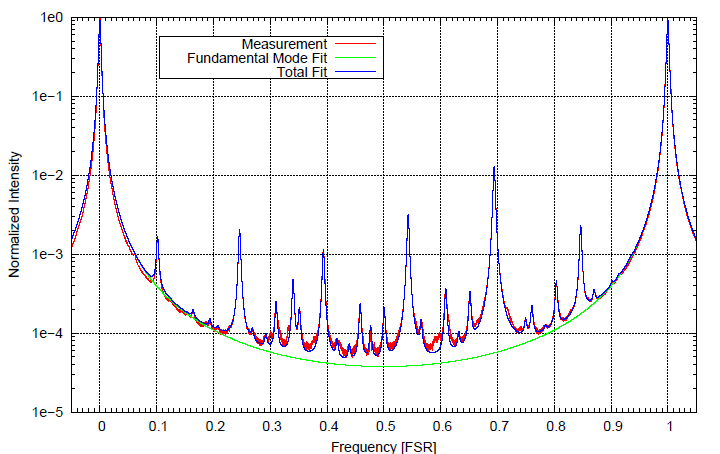 1e0
1e−1
1e−2
1e−3
1e−4
1e−5
Normalized Intensity
Measurement
Fundamental Mode Fit
Total Fit
0 0.1 0.2 0.3 0.4 0.5 0.6 0.7 0.8 0.9 1
Frequency [FSR]